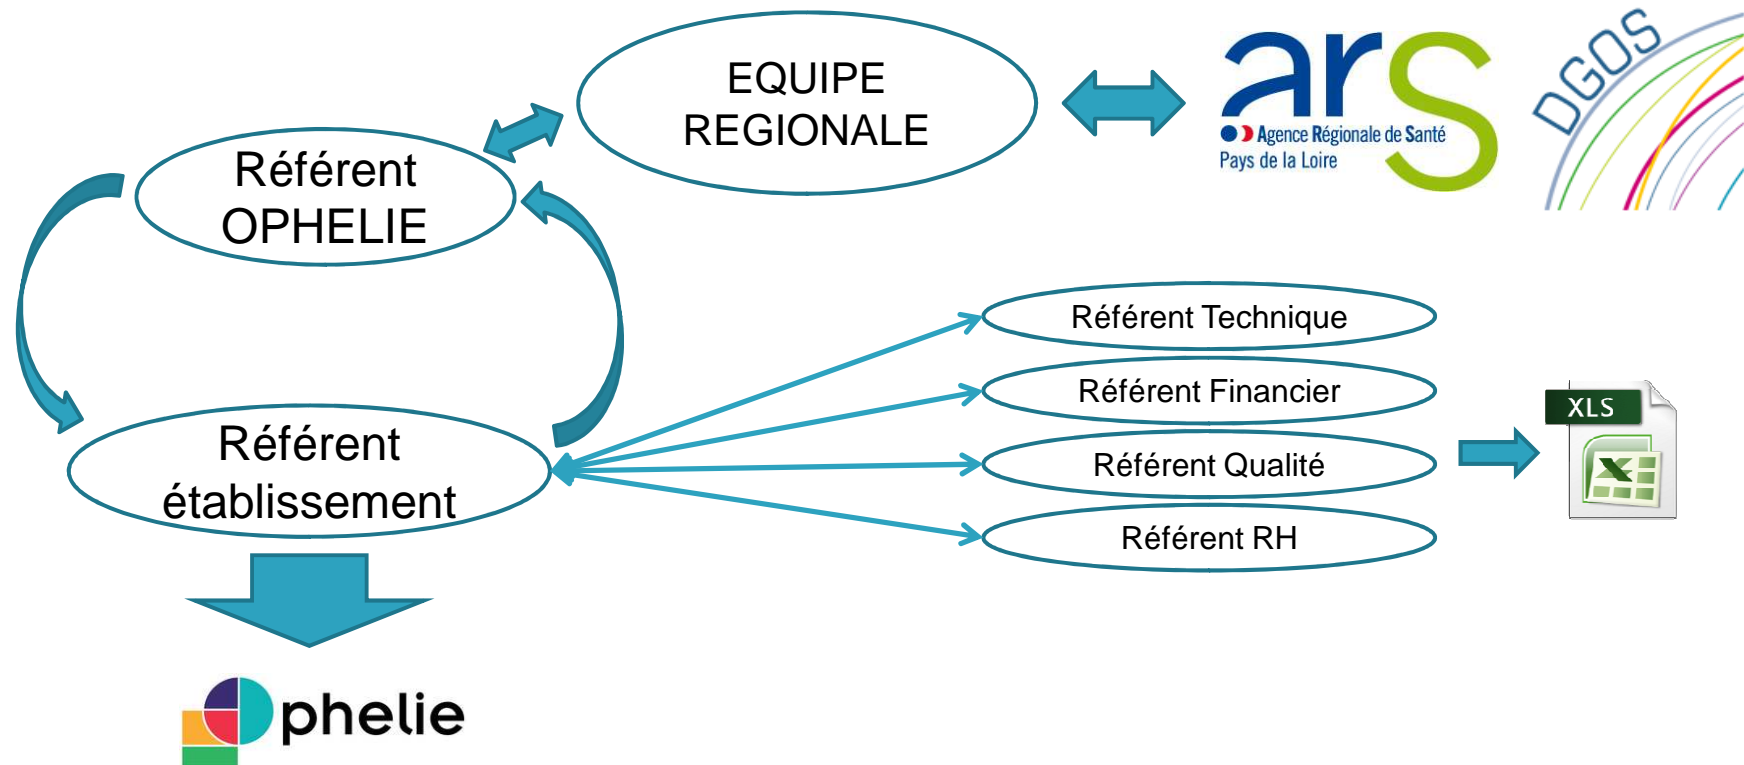 EQUIPE
REGIONALE
ars
Agence Régionale de Santé
Pays de la Loire
DGOS
Référent
OPHELIE
Référent Technique
Référent Financier
Référent Qualité
Référent RH
XLS
Référent
établissement
phelie